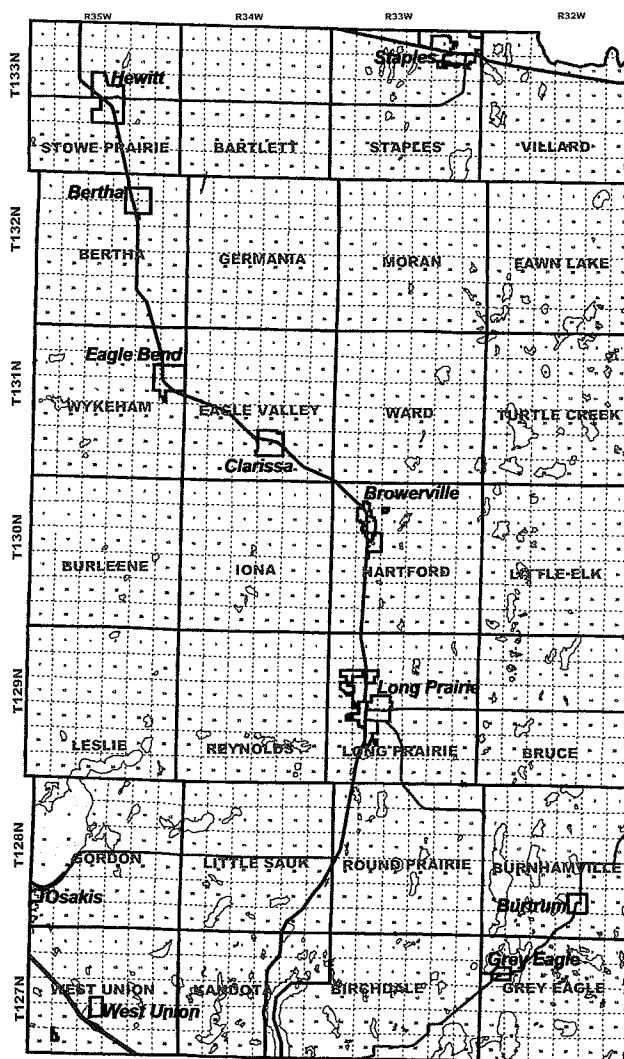 R35W R34W R33W R32W
T133N
Hewitt
Staples
STOWE PRAIRIE BARTLETT STAPLES VILLARD
T132N
Bertha
BERTHA GERMANIA MORAN FAWN LAKE
T131N
Eagle Bend
WYKEHAM EAGLE VALLEY WARD TURTLE CREEK
Clarissa
T130N
Browerville
BURLEENE IONA HARTFORD LITTLE ELK
T129N
Long Prairie
LESLIE REYNOLDS LONG PRAIRIE BRUCE
T128N
GORDON LITTLE SAUK ROUND PRAIRIE BURNHAMVILLE
Osakis
Burtrum
T127N
Grey Eagle
WEST UNION KANDOTA BIRCHDALE GREY EAGLE
West Union